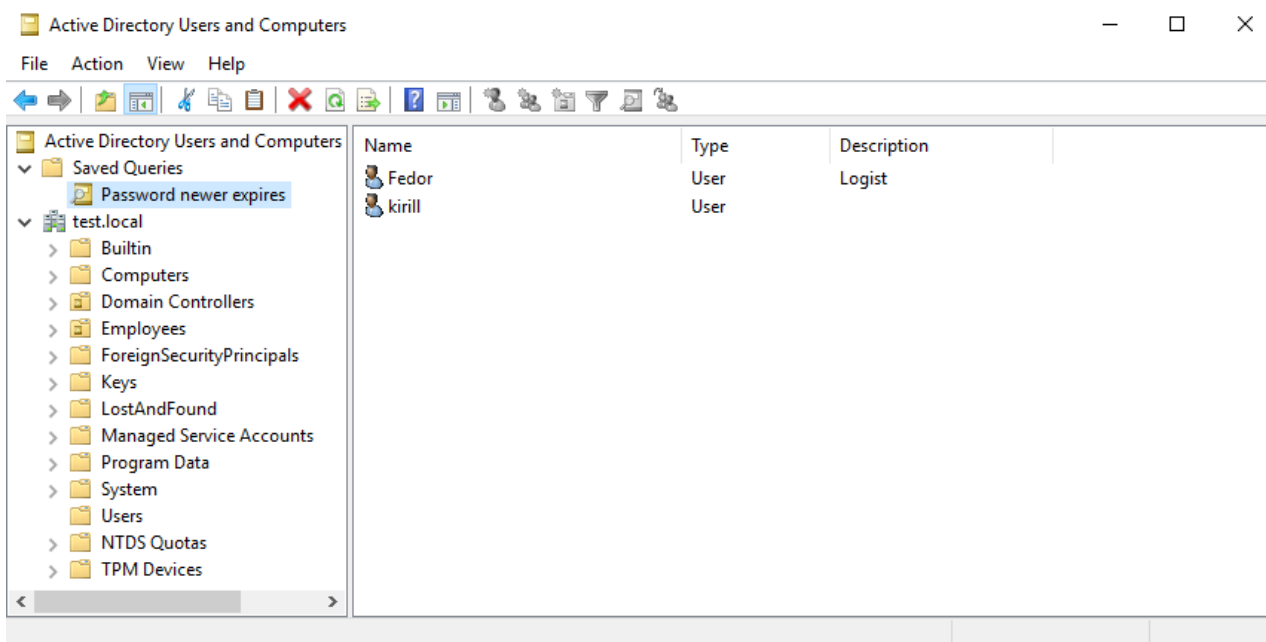 Active Directory Users and Computers
File Action View Help
Active Directory Users and Computers
Saved Queries
Password newer expires
test.local
Builtin
Computers
Domain Controllers
Employees
ForeignSecurityPrincipals
Keys
LostAndFound
Managed Service Accounts
Program Data
System
Users
NTDS Quotas
TPM Devices
Name Type Description
Fedor User Logist
kirill User